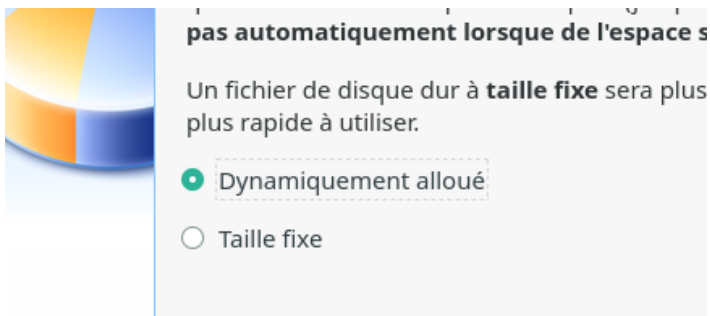 pas automatiquement lorsque de l'espace
Un fichier de disque dur à taille fixe sera plus
plus rapide à utiliser.
Dynamiquement alloué
Taille fixe